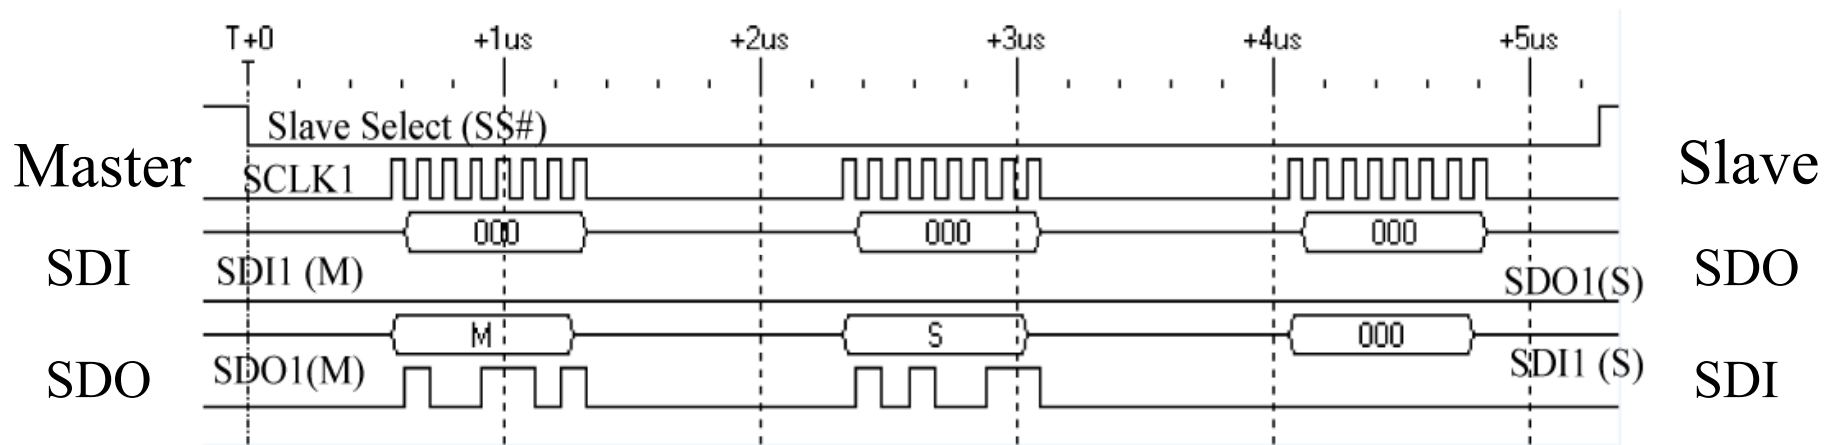 T+0 +1us +2us +3us +4us +5us
Slave Select (SS#)
Master SCLK1 Slave
000 000 000
SDI SDI1 (M) SDO1(S) SDO
M S 000
SDO SDO1(M) SDI1 (S) SDI